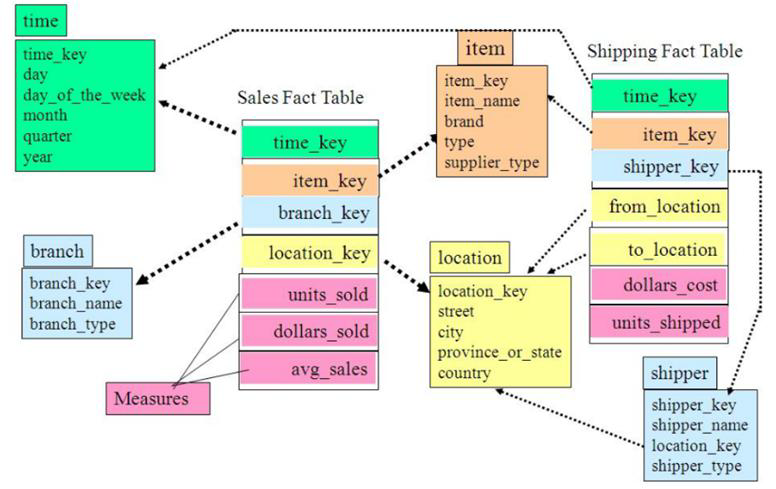 time
time_key
day
day_of_the_week
month
quarter
year
Sales Fact Table
time_key
item_key
branch_key
location_key
units_sold
dollars_sold
avg_sales
Measures
branch
branch_key
branch_name
branch_type
item
item_key
item_name
brand
type
supplier_type
location
location_key
street
city
province_or_state
country
Shipping Fact Table
time_key
item_key
shipper_key
from_location
to_location
dollars_cost
units_shipped
shipper
shipper_key
shipper_name
location_key
shipper_type